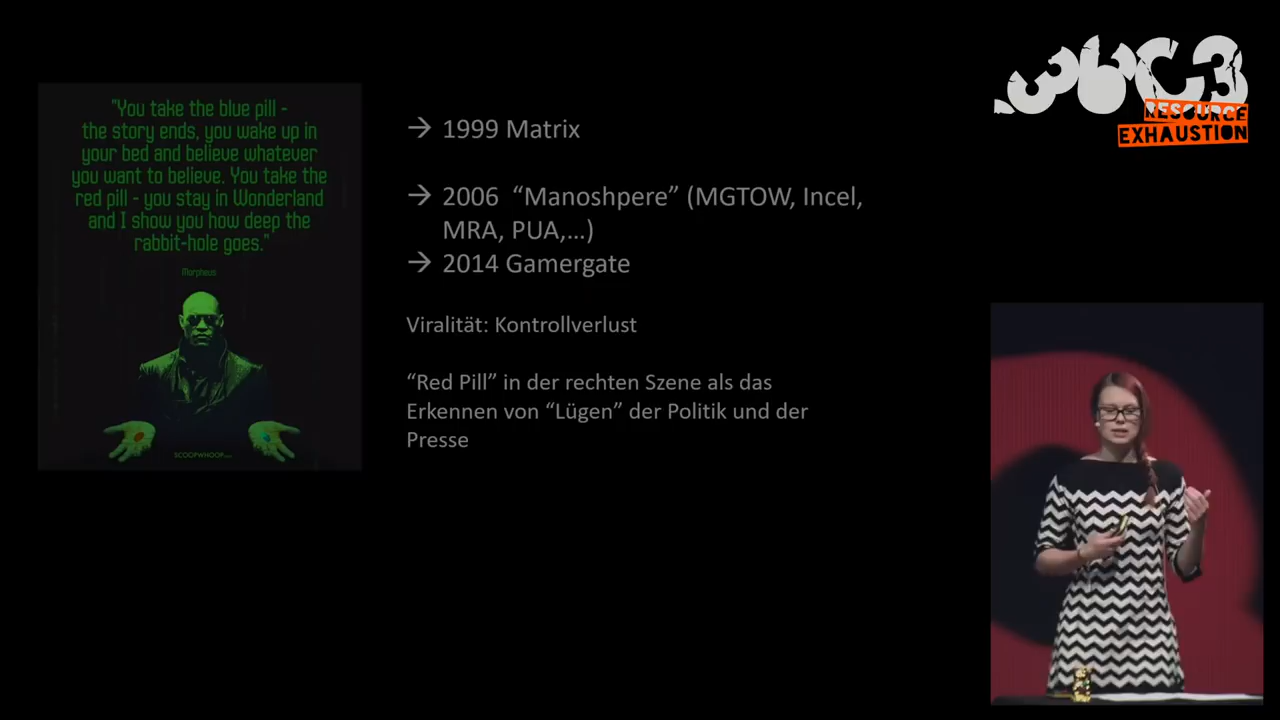 "You take the blue pill -
the story ends, you wake up in
your bed and believe whatever
you want to believe. You take the
red pill - you stay in Wonderland
and I show you how deep the
rabbit-hole goes."
Morpheus
SCOOPWHOOP
→ 1999 Matrix
→ 2006 “Manoshpere” (MGTOW, Incel,
MRA, PUA,...)
→ 2014 Gamergate
Viralität: Kontrollverlust
“Red Pill” in der rechten Szene als das
Erkennen von “Lügen” der Politik und der
Presse
36C3
RESOURCE
EXHAUSTION